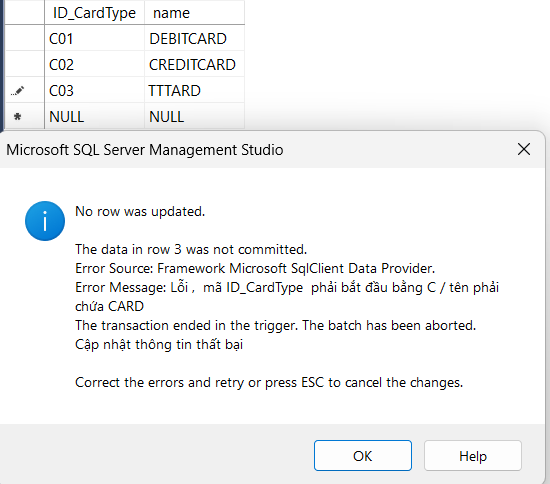 ID_CardType name
C01 DEBITCARD
C02 CREDITCARD
C03 TTTARD
NULL NULL
Microsoft SQL Server Management Studio
No row was updated.
The data in row 3 was not committed.
Error Source: Framework Microsoft SqlClient Data Provider.
Error Message: Lỗi , mã ID_CardType phải bắt đầu bằng C / tên phải
chứa CARD
The transaction ended in the trigger. The batch has been aborted.
Cập nhật thông tin thất bại
Correct the errors and retry or press ESC to cancel the changes.
OK Help